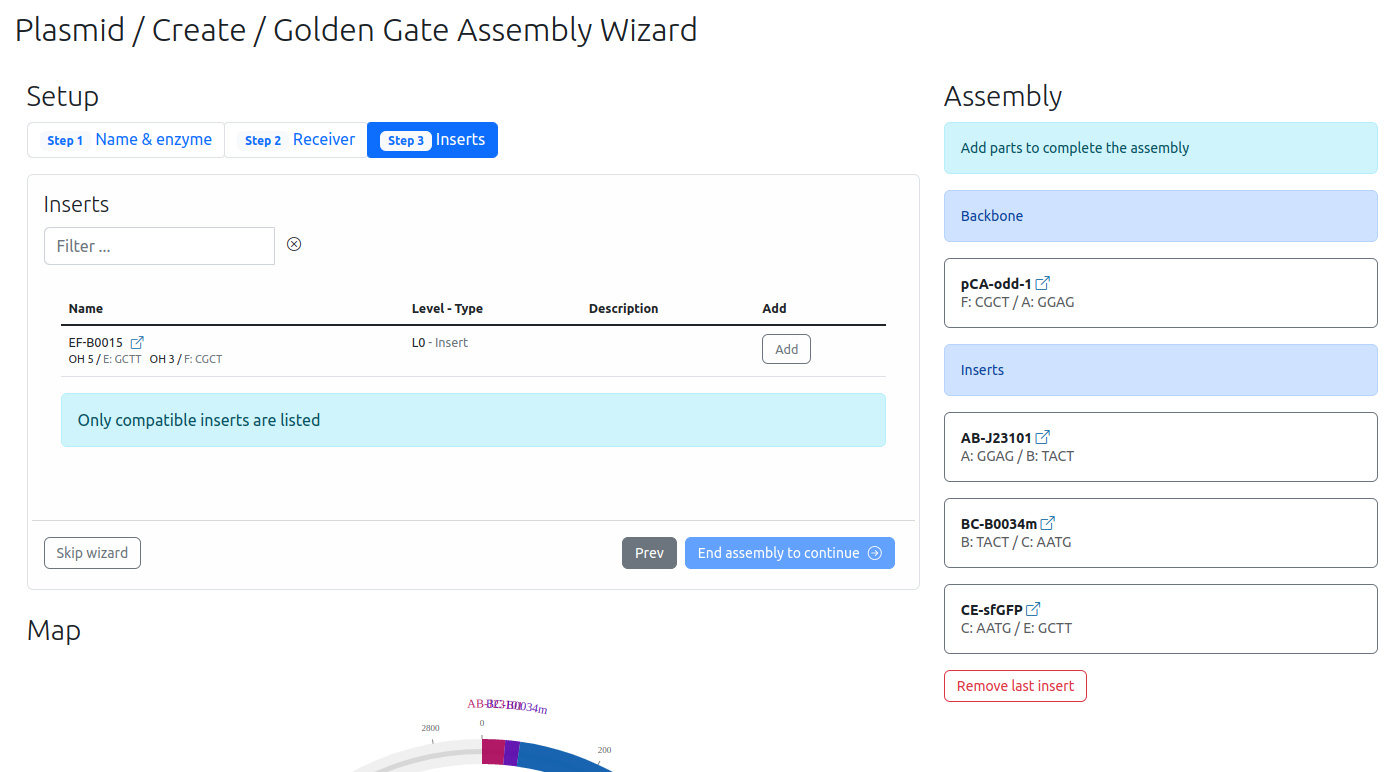 Plasmid / Create / Golden Gate Assembly Wizard
Setup
Step 1 Name & enzyme
Step 2 Receiver
Step 3 Inserts
Inserts
Filter ...
Name Level - Type Description Add
EF-B0015 L0 - Insert Add
OH 5 / E: GCTT OH 3 / F: CGCT
Only compatible inserts are listed
Skip wizard Prev End assembly to continue
Map
AB-J23101 BC-B0034m
0
2800
200
Assembly
Add parts to complete the assembly
Backbone
pCA-odd-1
F: CGCT / A: GGAG
Inserts
AB-J23101
A: GGAG / B: TACT
BC-B0034m
B: TACT / C: AATG
CE-sfGFP
C: AATG / E: GCTT
Remove last insert